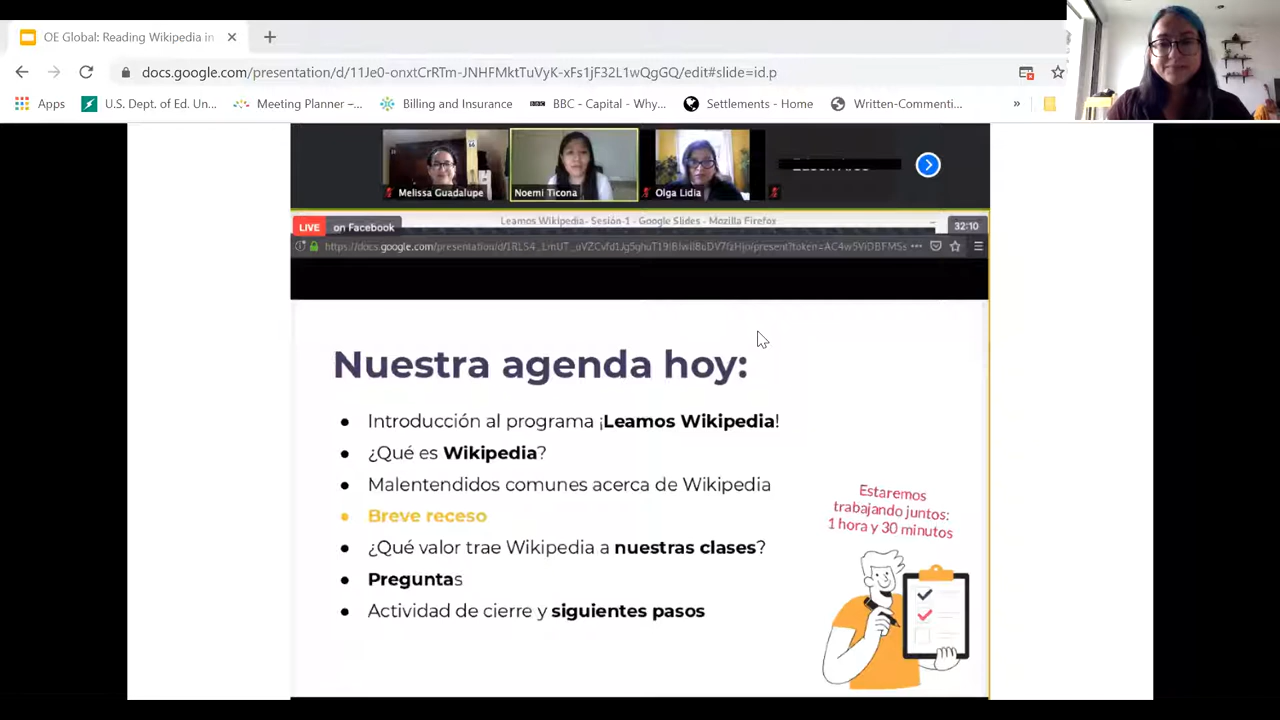 OE Global: Reading Wikipedia in
docs.google.com/presentation/d/11Je0-onxtCrRTm-JNHFMktTuVyK-xFs1jF32L1wQgGQ/edit#slide=id.p
Apps U.S. Dept. of Ed. Un... Meeting Planner –... Billing and Insurance BBC - Capital - Why... Settlements - Home Written-Commenti... »
Melissa Guadalupe Noemi Ticona Olga Lidia
Leamos Wikipedia- Sesión-1 - Google Slides - Mozilla Firefox
LIVE on Facebook 32:10
Nuestra agenda hoy:
● Introducción al programa ¡Leamos Wikipedia!
● ¿Qué es Wikipedia?
● Malentendidos comunes acerca de Wikipedia
● Breve receso
● ¿Qué valor trae Wikipedia a nuestras clases?
● Preguntas
● Actividad de cierre y siguientes pasos
Estaremos
trabajando juntos:
1 hora y 30 minutos